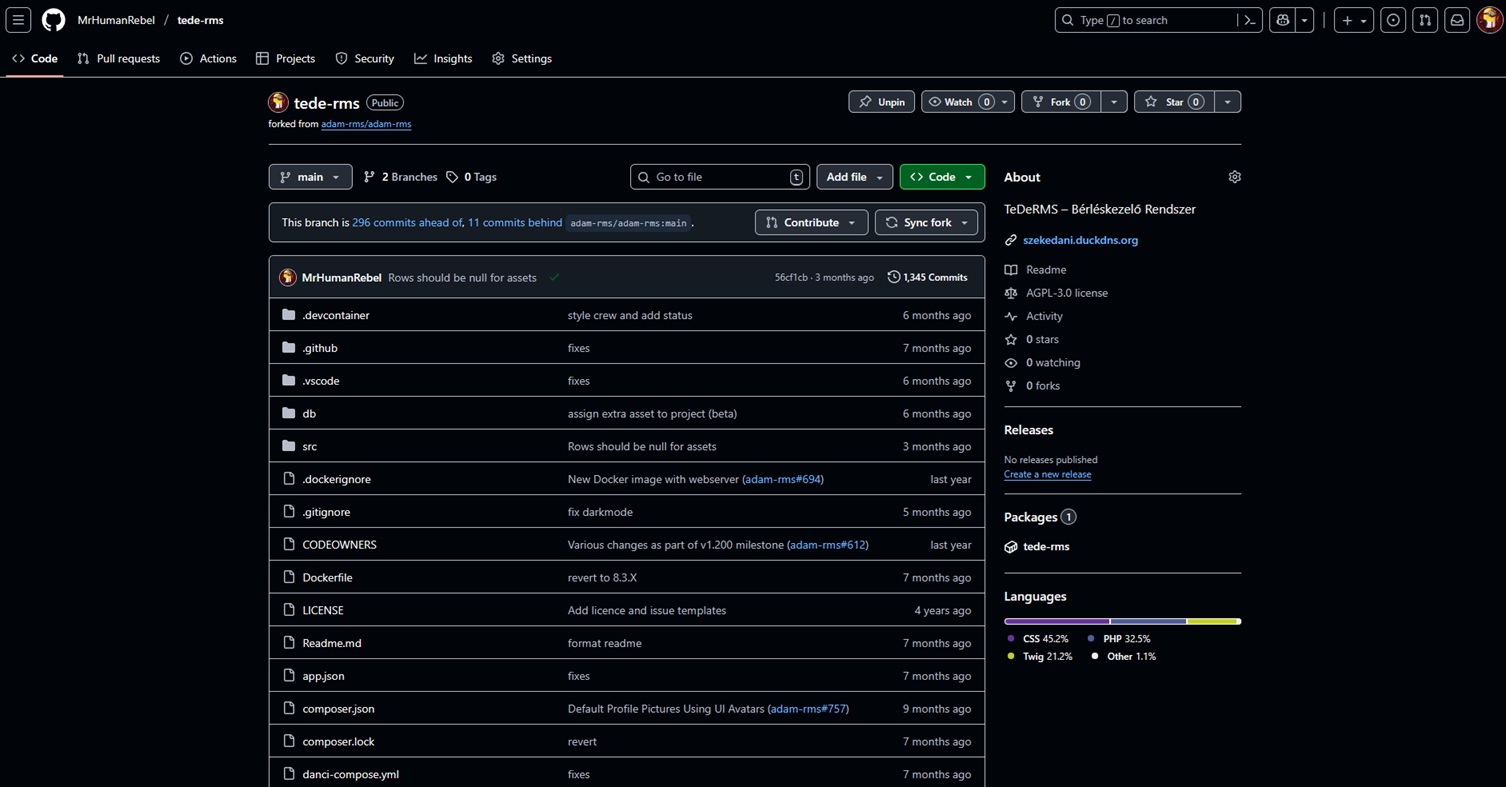 MrHumanRebel / tede-rms
Type / to search
Code Pull requests Actions Projects Security Insights Settings
tede-rms Public
Unpin Watch 0 Fork 0 Star 0
forked from adam-rms/adam-rms
main 2 Branches 0 Tags Go to file t Add file Code
This branch is 296 commits ahead of, 11 commits behind adam-rms/adam-rms:main . Contribute Sync fork
MrHumanRebel Rows should be null for assets 56cf1cb · 3 months ago 1,345 Commits
.devcontainer style crew and add status 6 months ago
.github fixes 7 months ago
.vscode fixes 6 months ago
db assign extra asset to project (beta) 6 months ago
src Rows should be null for assets 3 months ago
.dockerignore New Docker image with webserver (adam-rms#694) last year
.gitignore fix darkmode 5 months ago
CODEOWNERS Various changes as part of v1.200 milestone (adam-rms#612) last year
Dockerfile revert to 8.3.X 7 months ago
LICENSE Add licence and issue templates 4 years ago
Readme.md format readme 7 months ago
app.json fixes 7 months ago
composer.json Default Profile Pictures Using UI Avatars (adam-rms#757) 9 months ago
composer.lock revert 7 months ago
danci-compose.yml fixes 7 months ago
About
TeDeRMS – Bérléskezelő Rendszer
szekedani.duckdns.org
Readme
AGPL-3.0 license
Activity
0 stars
0 watching
0 forks
Releases
No releases published
Create a new release
Packages 1
tede-rms
Languages
CSS 45.2% PHP 32.5%
Twig 21.2% Other 1.1%